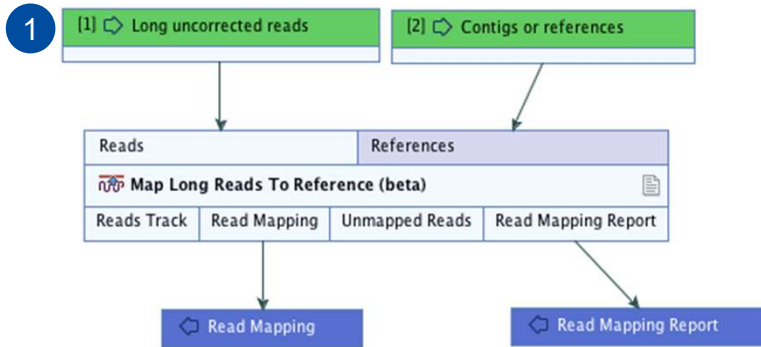 1
[1] Long uncorrected reads
[2] Contigs or references
Reads
References
Map Long Reads To Reference (beta)
Reads Track
Read Mapping
Unmapped Reads
Read Mapping Report
Read Mapping
Read Mapping Report